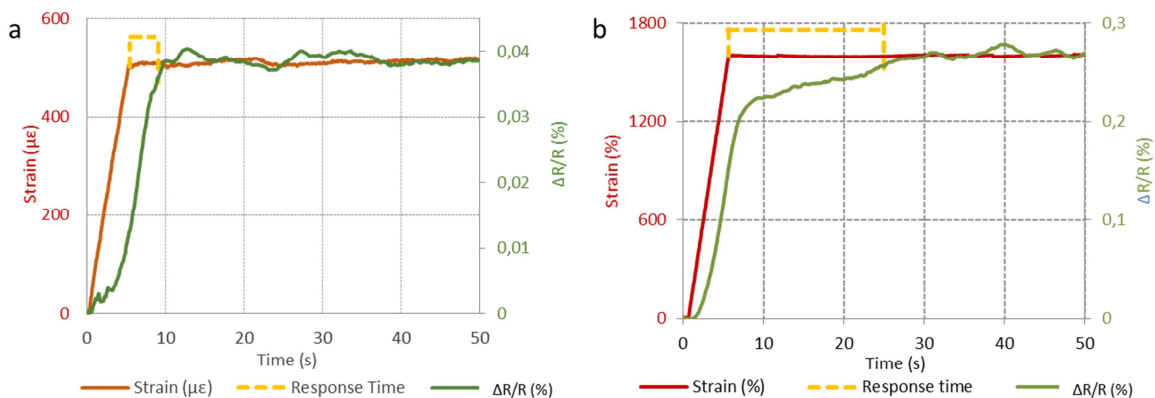 a
600
400
200
0
Strain (µε)
0,04
0,03
0,02
0,01
0
ΔR/R (%)
0 10 20 30 40 50
Time (s)
Strain (µε) Response Time ΔR/R (%)
b
1800
1200
600
0
Strain (%)
0,3
0,2
0,1
0
ΔR/R (%)
0 10 20 30 40 50
Time (s)
Strain (%) Response time ΔR/R (%)